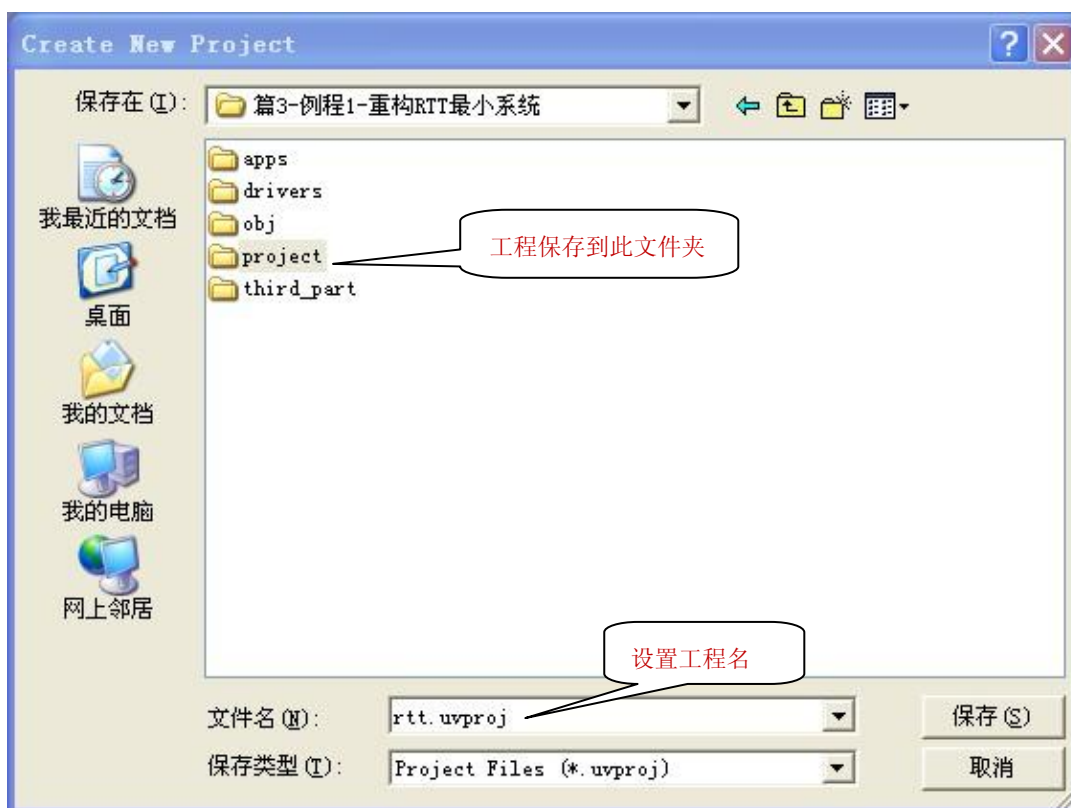 Create New Project
保存在(I):
篇3-例程1-重构RTT最小系统
我最近的文档
桌面
我的文档
我的电脑
网上邻居
apps
drivers
obj
project
third_part
工程保存到此文件夹
设置工程名
文件名(N):
rtt.uvproj
保存(S)
保存类型(T):
Project Files (*.uvproj)
取消